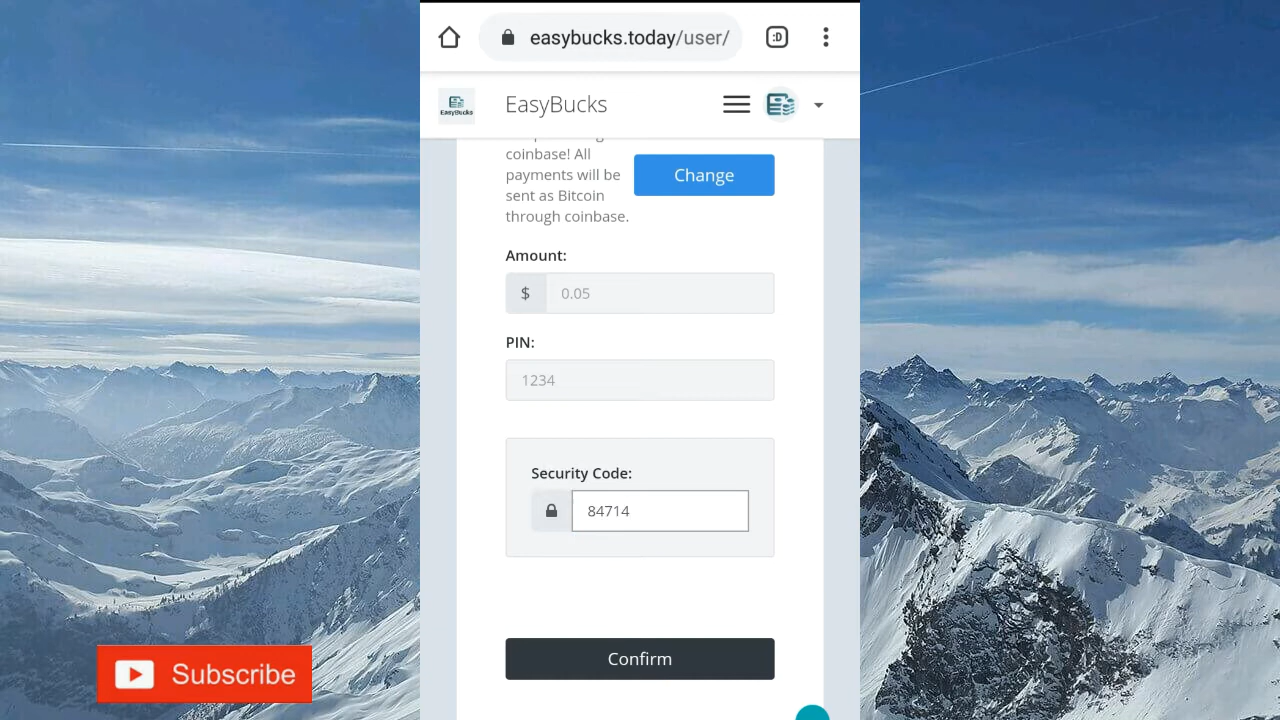 easybucks.today/user/
:D
EasyBucks
EasyBucks
coinbase! All
payments will be
sent as Bitcoin
through coinbase.
Change
Amount:
$ 0.05
PIN:
1234
Security Code:
84714
Confirm
Subscribe